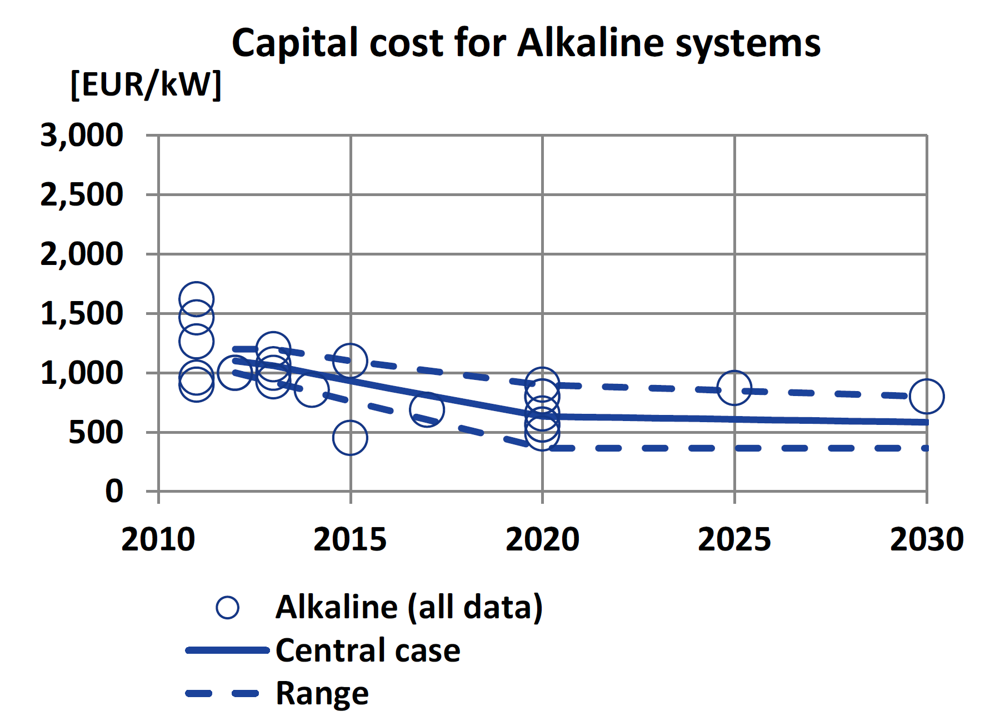 Capital cost for Alkaline systems
[EUR/kW]
3,000
2,500
2,000
1,500
1,000
500
0
2010 2015 2020 2025 2030
Alkaline (all data)
Central case
Range